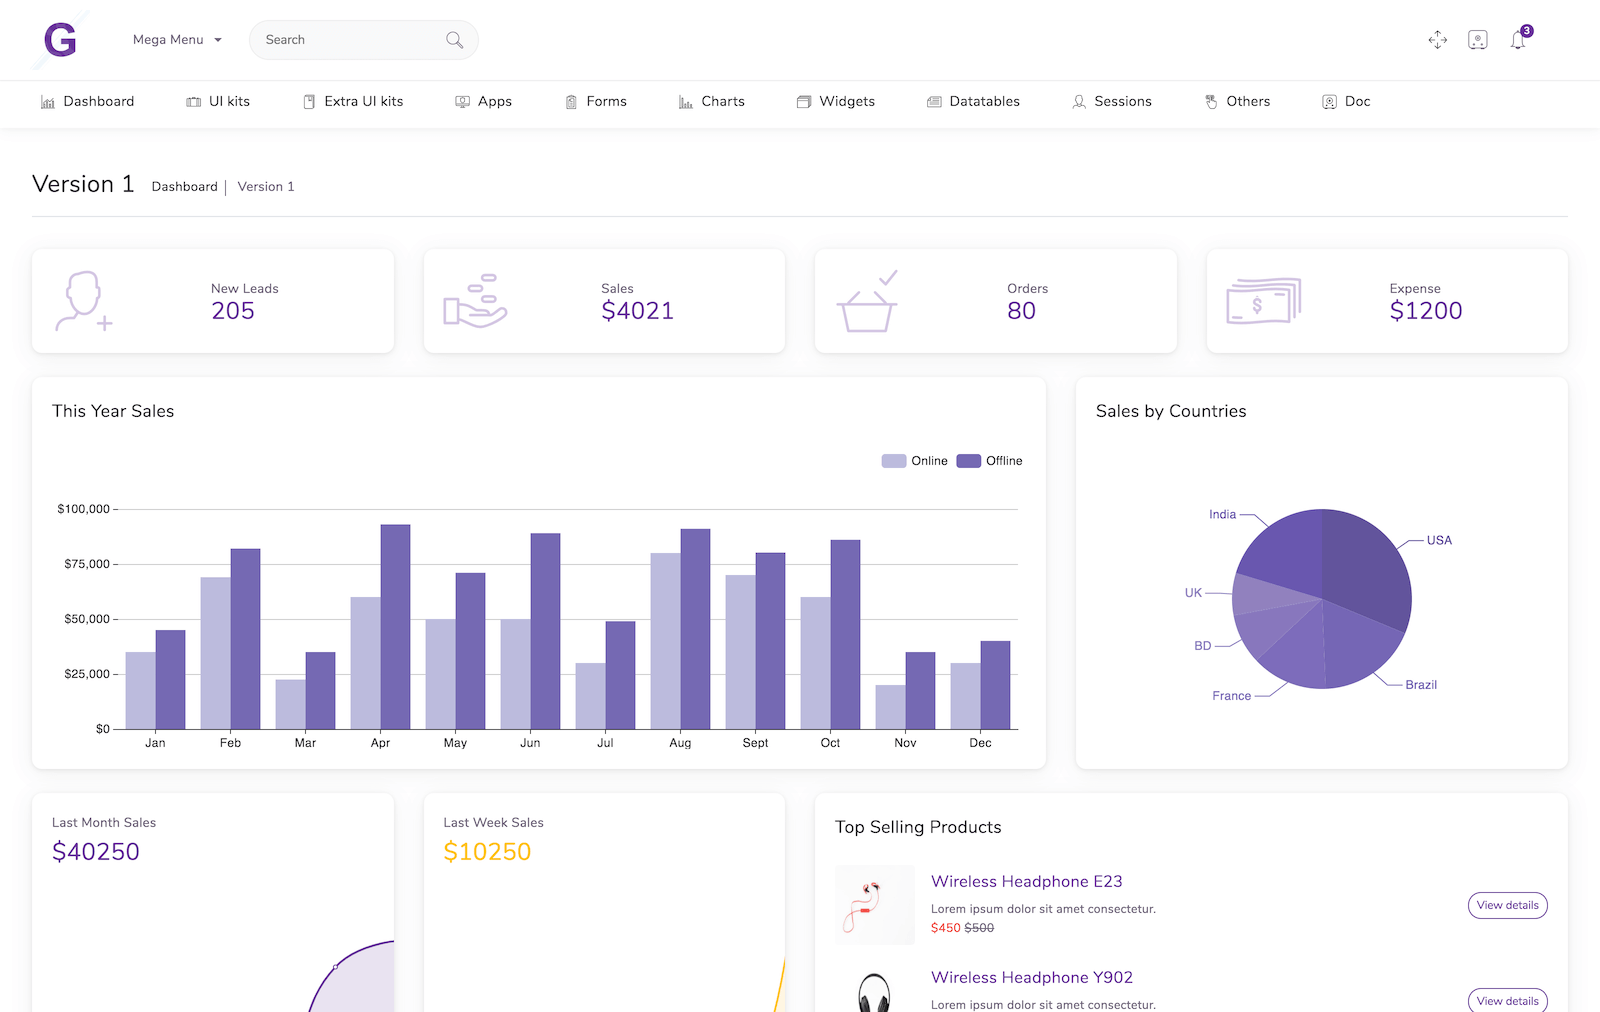 G
Mega Menu
Search
3
Dashboard UI kits Extra UI kits Apps Forms Charts Widgets Datatables Sessions Others Doc
Version 1 Dashboard Version 1
New Leads
205
Sales
$4021
Orders
80
$
Expense
$1200
This Year Sales
Online Offline
$100,000
$75,000
$50,000
$25,000
$0
Jan Feb Mar Apr May Jun Jul Aug Sept Oct Nov Dec
Sales by Countries
India
USA
UK
BD
Brazil
France
Last Month Sales
$40250
Last Week Sales
$10250
Top Selling Products
Wireless Headphone E23
Lorem ipsum dolor sit amet consectetur.
$450 $500
View details
Wireless Headphone Y902
Lorem ipsum dolor sit amet consectetur.
View details